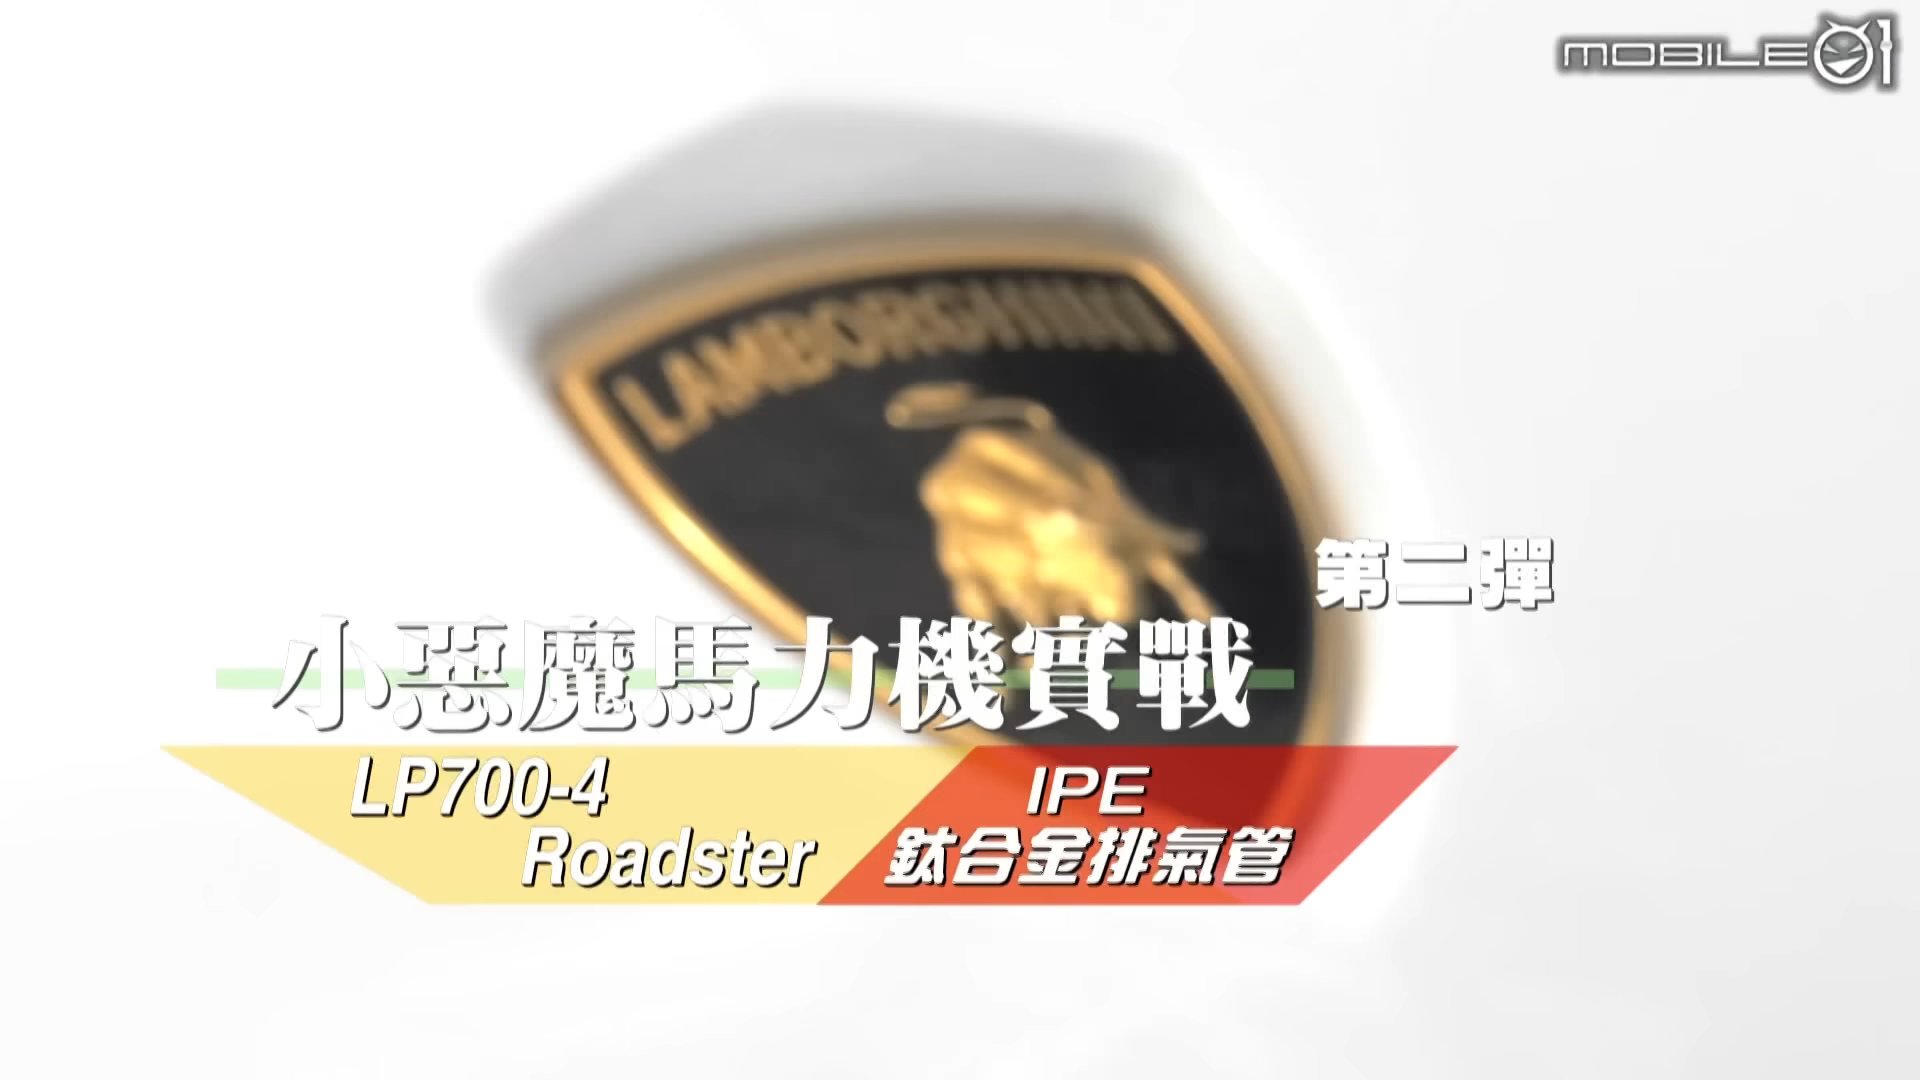 MOBILE01
LAMBORGHINI
第二彈
小惡魔馬力機實戰
LP700-4
Roadster
IPE
鈦合金排氣管